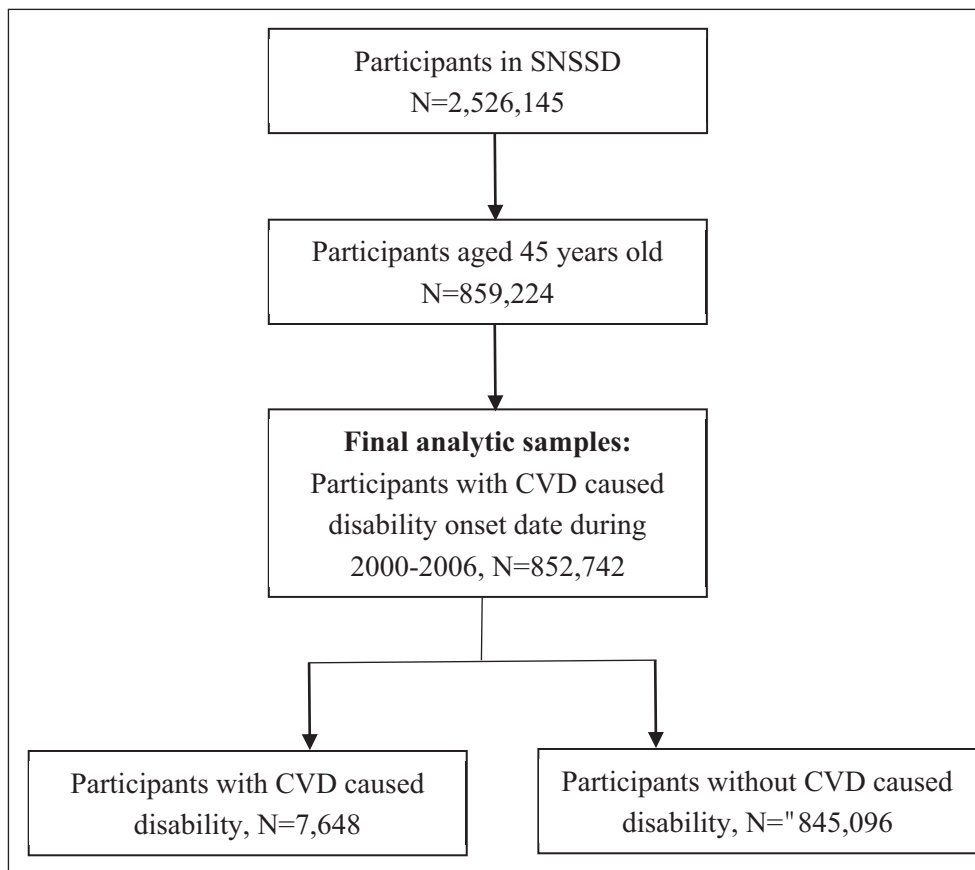 Participants in SNSSD
N=2,526,145
Participants aged 45 years old
N=859,224
Final analytic samples:
Participants with CVD caused
disability onset date during
2000-2006, N=852,742
Participants with CVD caused
disability, N=7,648
Participants without CVD caused
disability, N="845,096